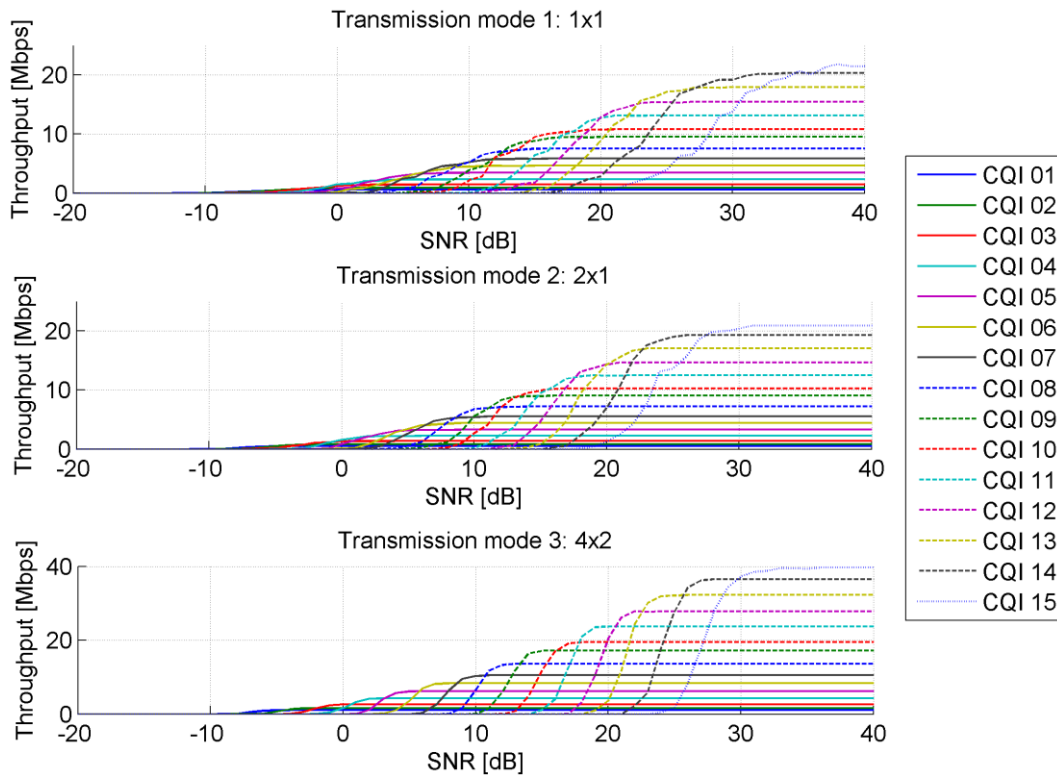 Transmission mode 1: 1x1
Throughput [Mbps]
20
10
0
-20 -10 0 10 20 30 40
SNR [dB]
Transmission mode 2: 2x1
Throughput [Mbps]
20
10
0
-20 -10 0 10 20 30 40
SNR [dB]
Transmission mode 3: 4x2
Throughput [Mbps]
40
20
0
-20 -10 0 10 20 30 40
SNR [dB]
CQI 01
CQI 02
CQI 03
CQI 04
CQI 05
CQI 06
CQI 07
CQI 08
CQI 09
CQI 10
CQI 11
CQI 12
CQI 13
CQI 14
CQI 15